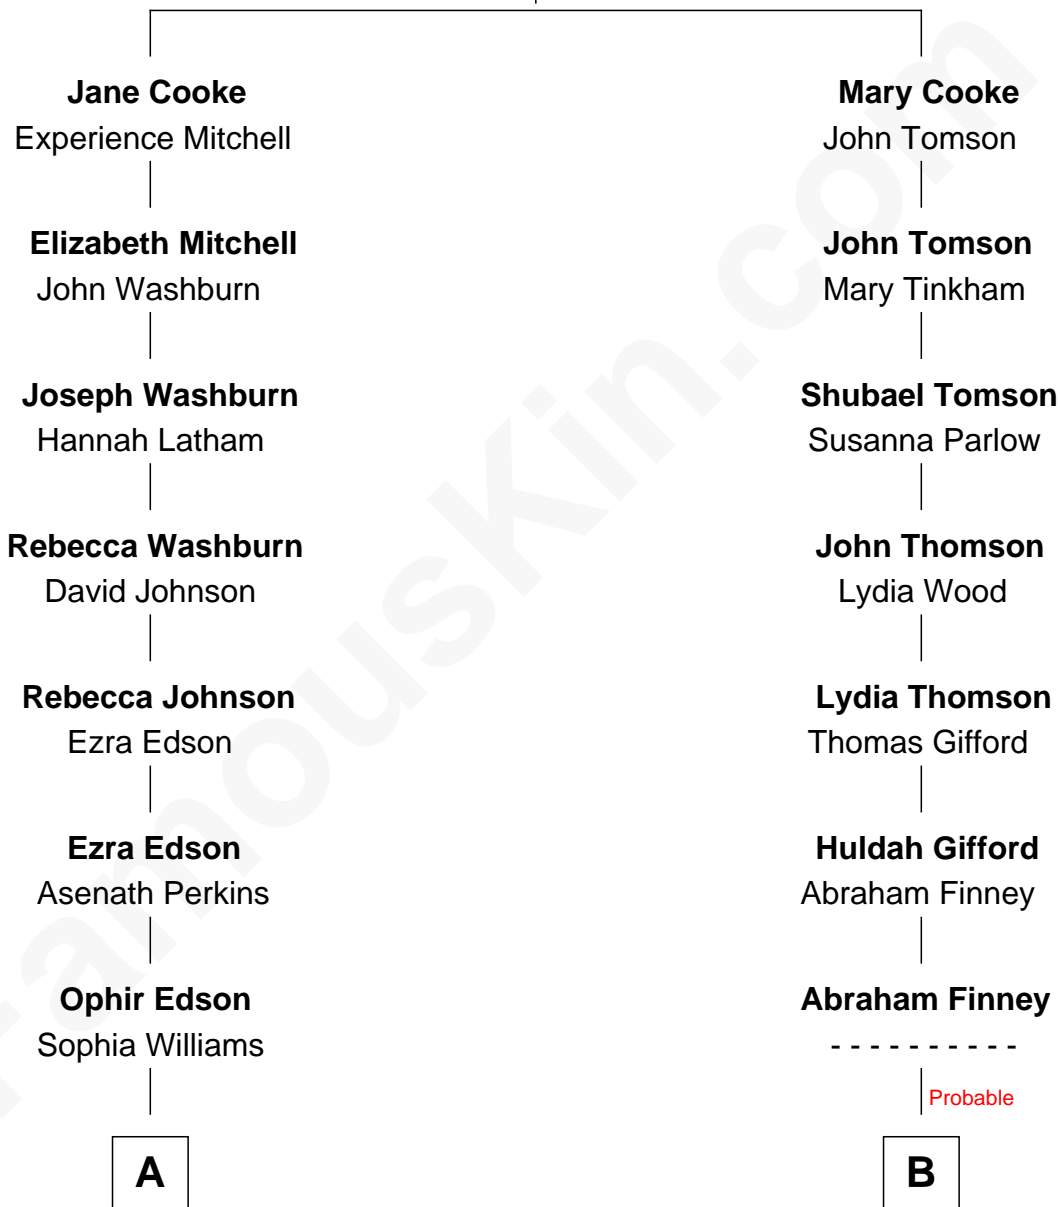 Jane Cooke
Experience Mitchell
Mary Cooke
John Tomson
Elizabeth Mitchell
John Washburn
John Tomson
Mary Tinkham
Joseph Washburn
Hannah Latham
Shubael Tomson
Susanna Parlow
Rebecca Washburn
David Johnson
John Thomson
Lydia Wood
Rebecca Johnson
Ezra Edson
Lydia Thomson
Thomas Gifford
Ezra Edson
Asenath Perkins
Huldah Gifford
Abraham Finney
Ophir Edson
Sophia Williams
Abraham Finney
- - - - - - - - - -
Probable
A
B
FamousKin.com